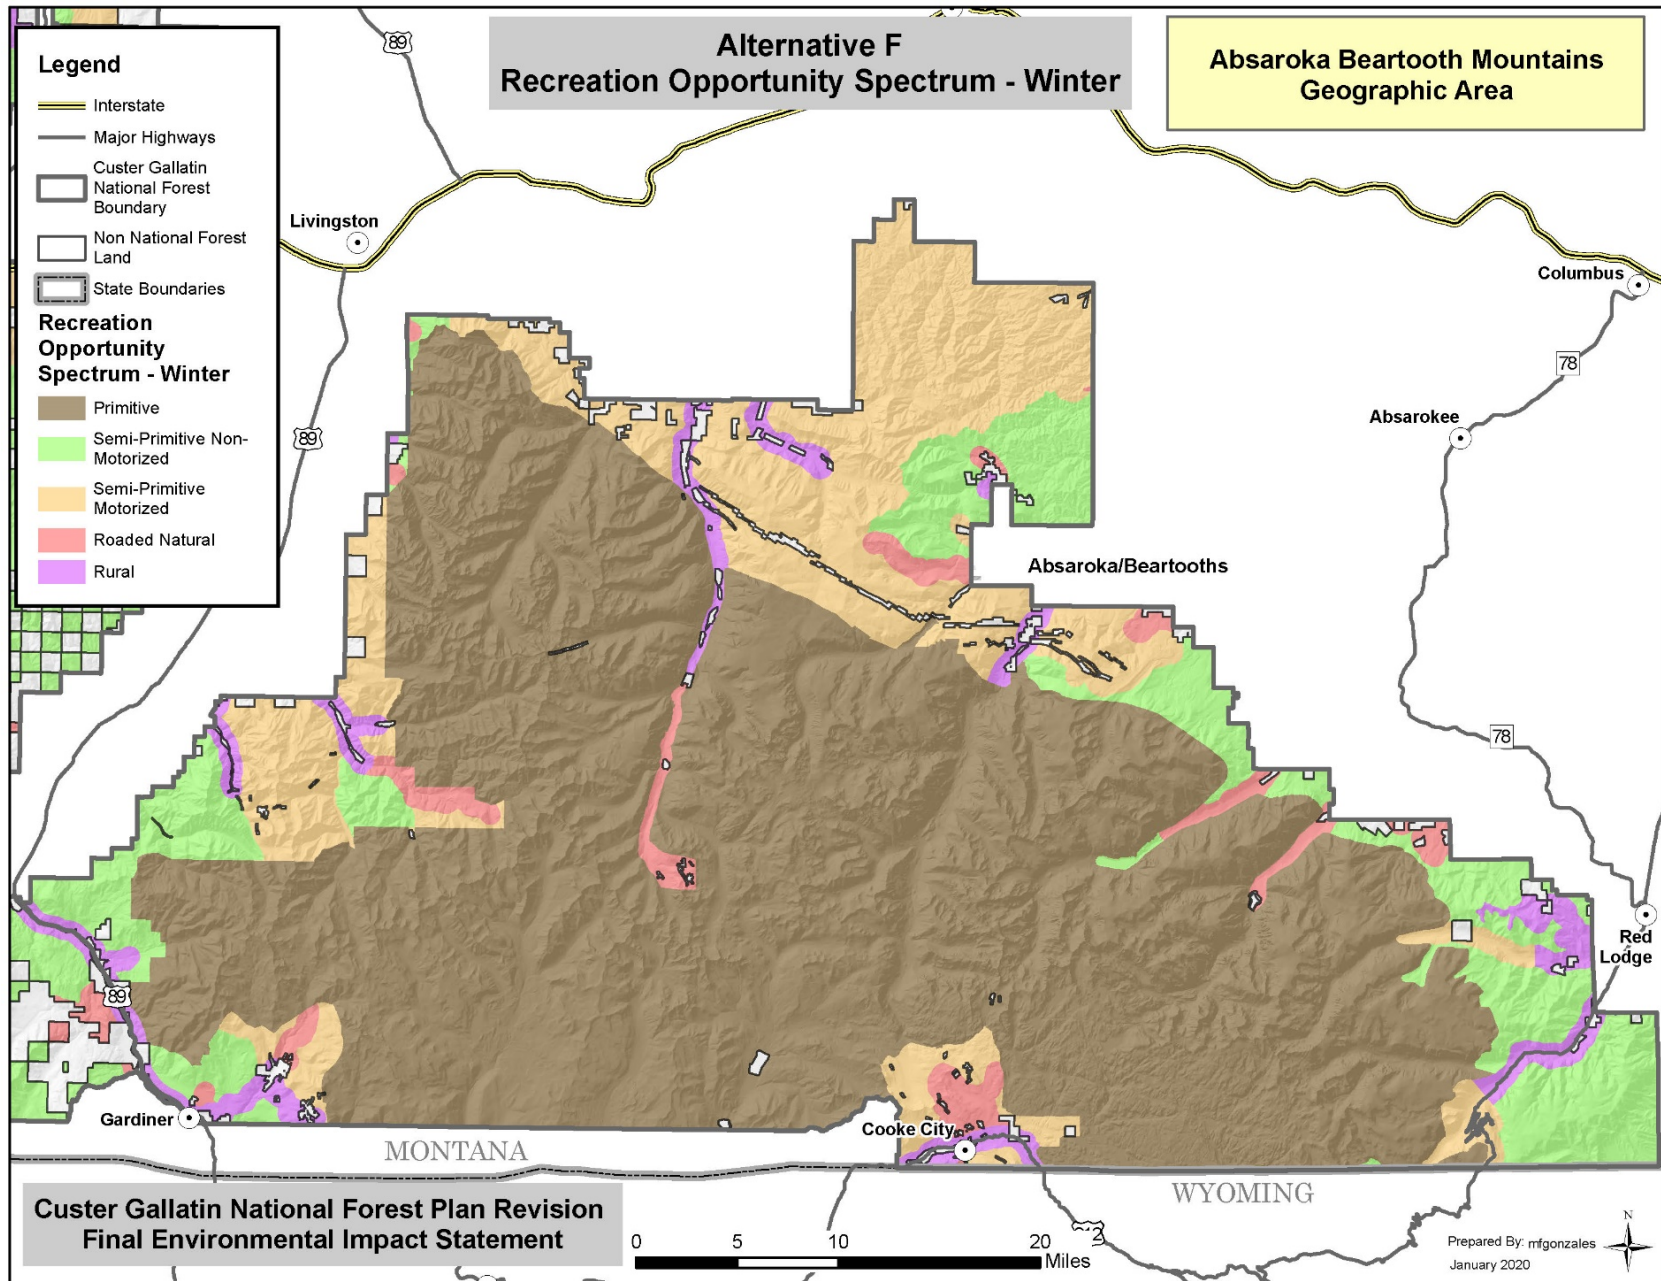 Alternative F
Recreation Opportunity Spectrum - Winter
Absaroka Beartooth Mountains
Geographic Area
Legend
Interstate
Major Highways
Custer Gallatin
National Forest
Boundary
Non National Forest
Land
State Boundaries
Recreation
Opportunity
Spectrum - Winter
Primitive
Semi-Primitive Non-
Motorized
Semi-Primitive
Motorized
Roaded Natural
Rural
89
Livingston
Columbus
78
Absarokee
89
Absaroka/Beartooths
78
Red
Lodge
89
Gardiner
Cooke City
MONTANA
WYOMING
Custer Gallatin National Forest Plan Revision
Final Environmental Impact Statement
0 5 10 20
Miles
N
Prepared By: mfgonzales
January 2020